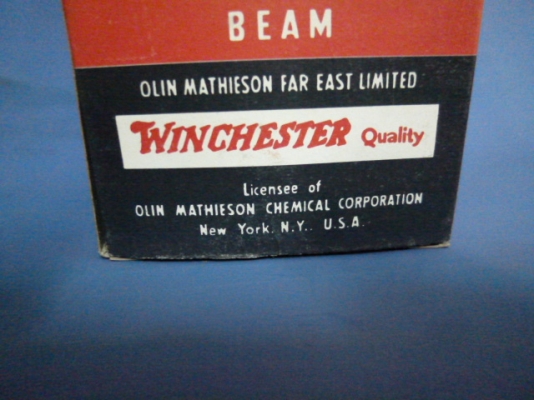 BEAM
OLIN MATHIESON FAR EAST LIMITED
WINCHESTER Quality
Licensee of
OLIN MATHIESON CHEMICAL CORPORATION
New York, N.Y., U.S.A.